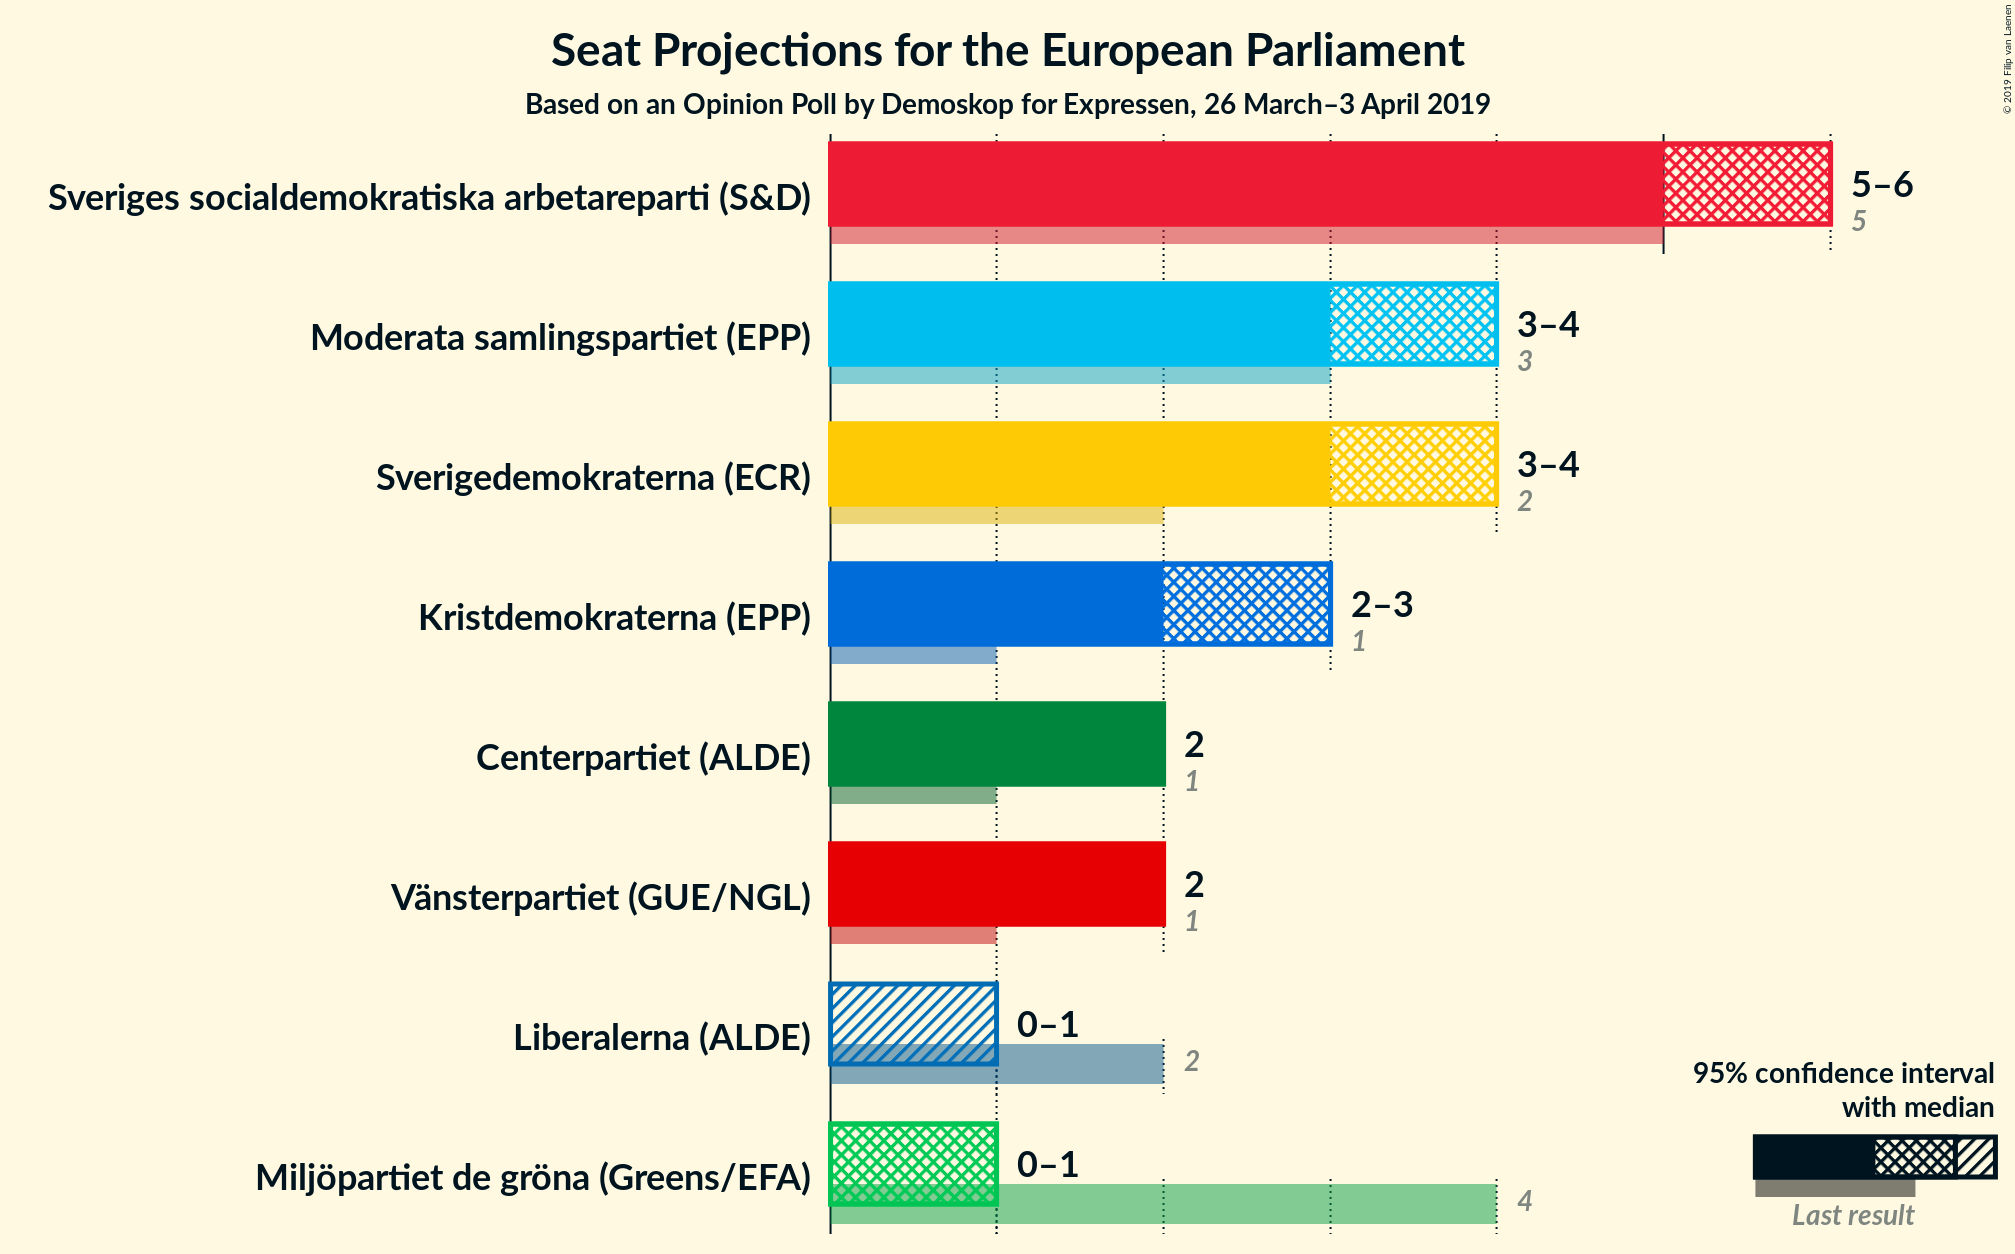 Seat Projections for the European Parliament
Based on an Opinion Poll by Demoskop for Expressen, 26 March–3 April 2019
© 2019 Filip van Laenen
Sveriges socialdemokratiska arbetareparti (S&D)
5–6
5
Moderata samlingspartiet (EPP)
3–4
3
Sverigedemokraterna (ECR)
3–4
2
Kristdemokraterna (EPP)
2–3
1
Centerpartiet (ALDE)
2
1
Vänsterpartiet (GUE/NGL)
2
1
Liberalerna (ALDE)
0–1
2
Miljöpartiet de gröna (Greens/EFA)
0–1
4
95% confidence interval
with median
Last result